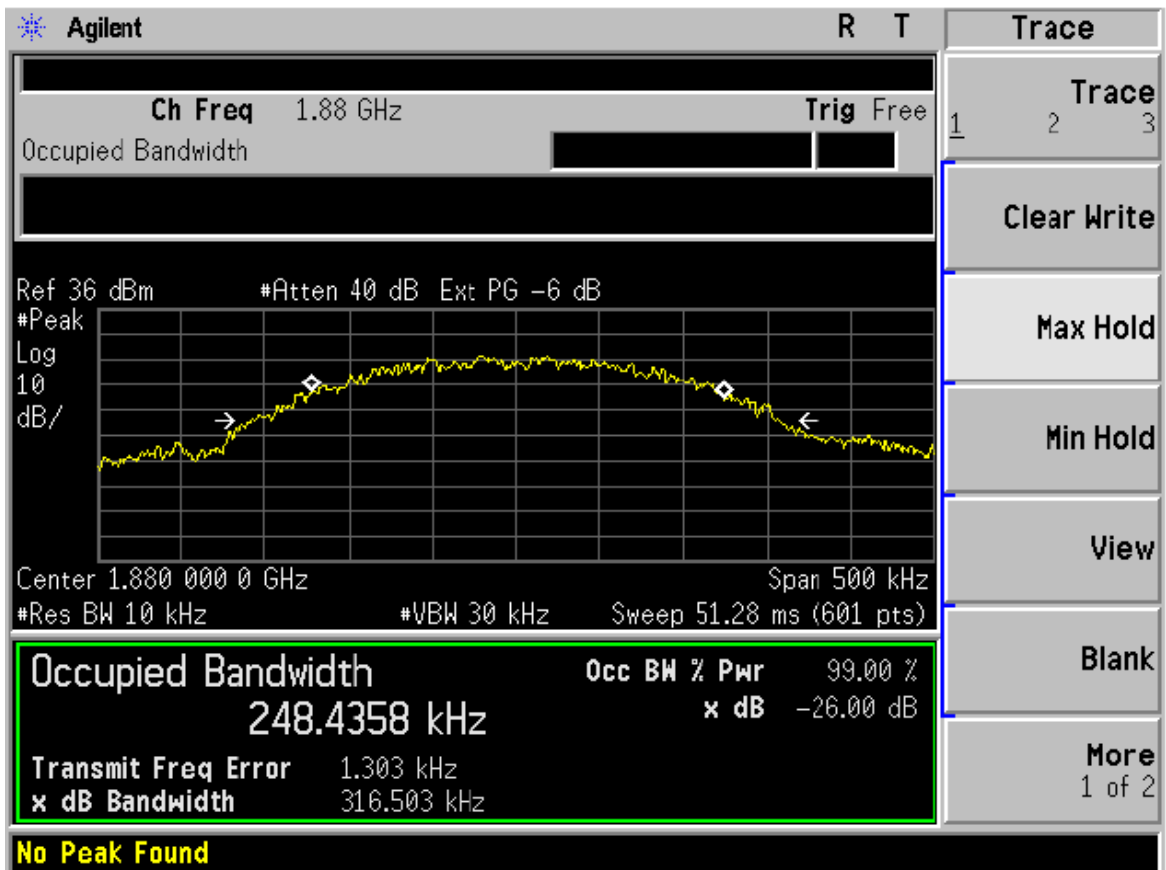 Agilent R T Trace
Trace
1 2 3
Ch Freq 1.88 GHz Trig Free
Occupied Bandwidth
Clear Write
Ref 36 dBm #Atten 40 dB Ext PG -6 dB
#Peak
Log
10
dB/
Max Hold
Min Hold
View
Center 1.880 000 0 GHz Span 500 kHz
#Res BW 10 kHz #VBW 30 kHz Sweep 51.28 ms (601 pts)
Occupied Bandwidth Occ BW % Pwr 99.00 %
248.4358 kHz x dB -26.00 dB
Blank
Transmit Freq Error 1.303 kHz
x dB Bandwidth 316.503 kHz
More
1 of 2
No Peak Found